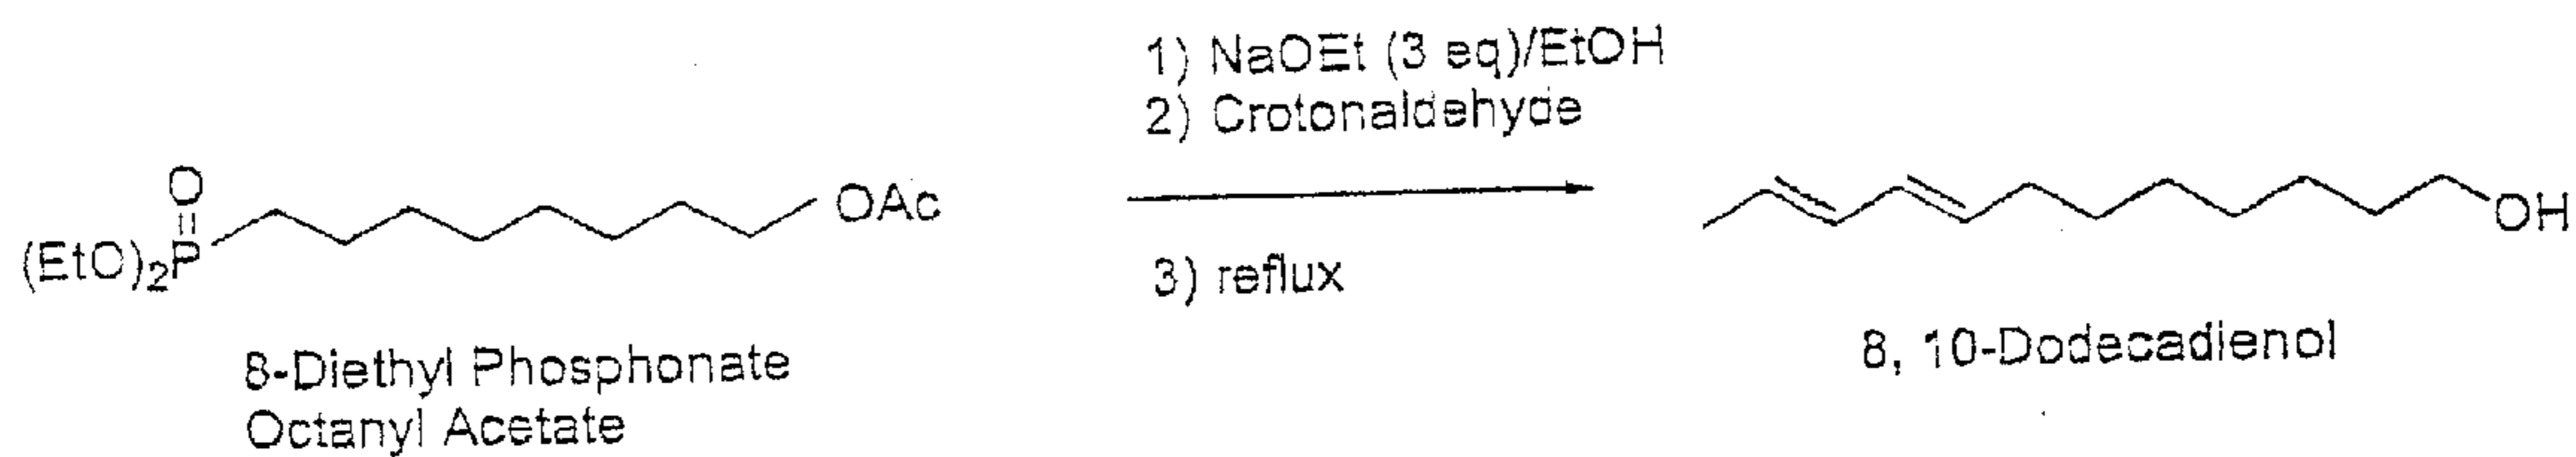 1) NaOEt (3 eq)/EtOH
2) Crotonaldehyde
3) reflux
O
(EtO)₂P
OAc
OH
8-Diethyl Phosphonate
Octanyl Acetate
8, 10-Dodecadienol